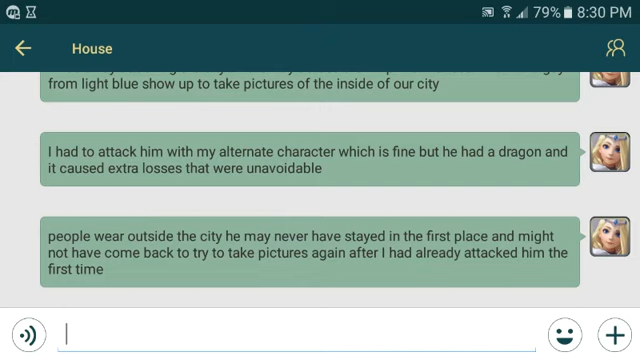 79% 8:30 PM
House
from light blue show up to take pictures of the inside of our city
I had to attack him with my alternate character which is fine but he had a dragon and
it caused extra losses that were unavoidable
people wear outside the city he may never have stayed in the first place and might
not have come back to try to take pictures again after I had already attacked him the
first time